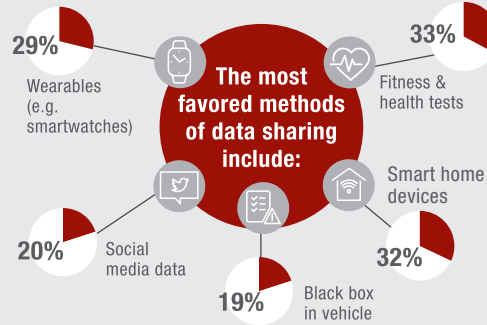 29%
Wearables
(e.g.
smartwatches)
33%
Fitness &
health tests
The most
favored methods
of data sharing
include:
Smart home
devices
32%
20%
Social
media data
19%
Black box
in vehicle